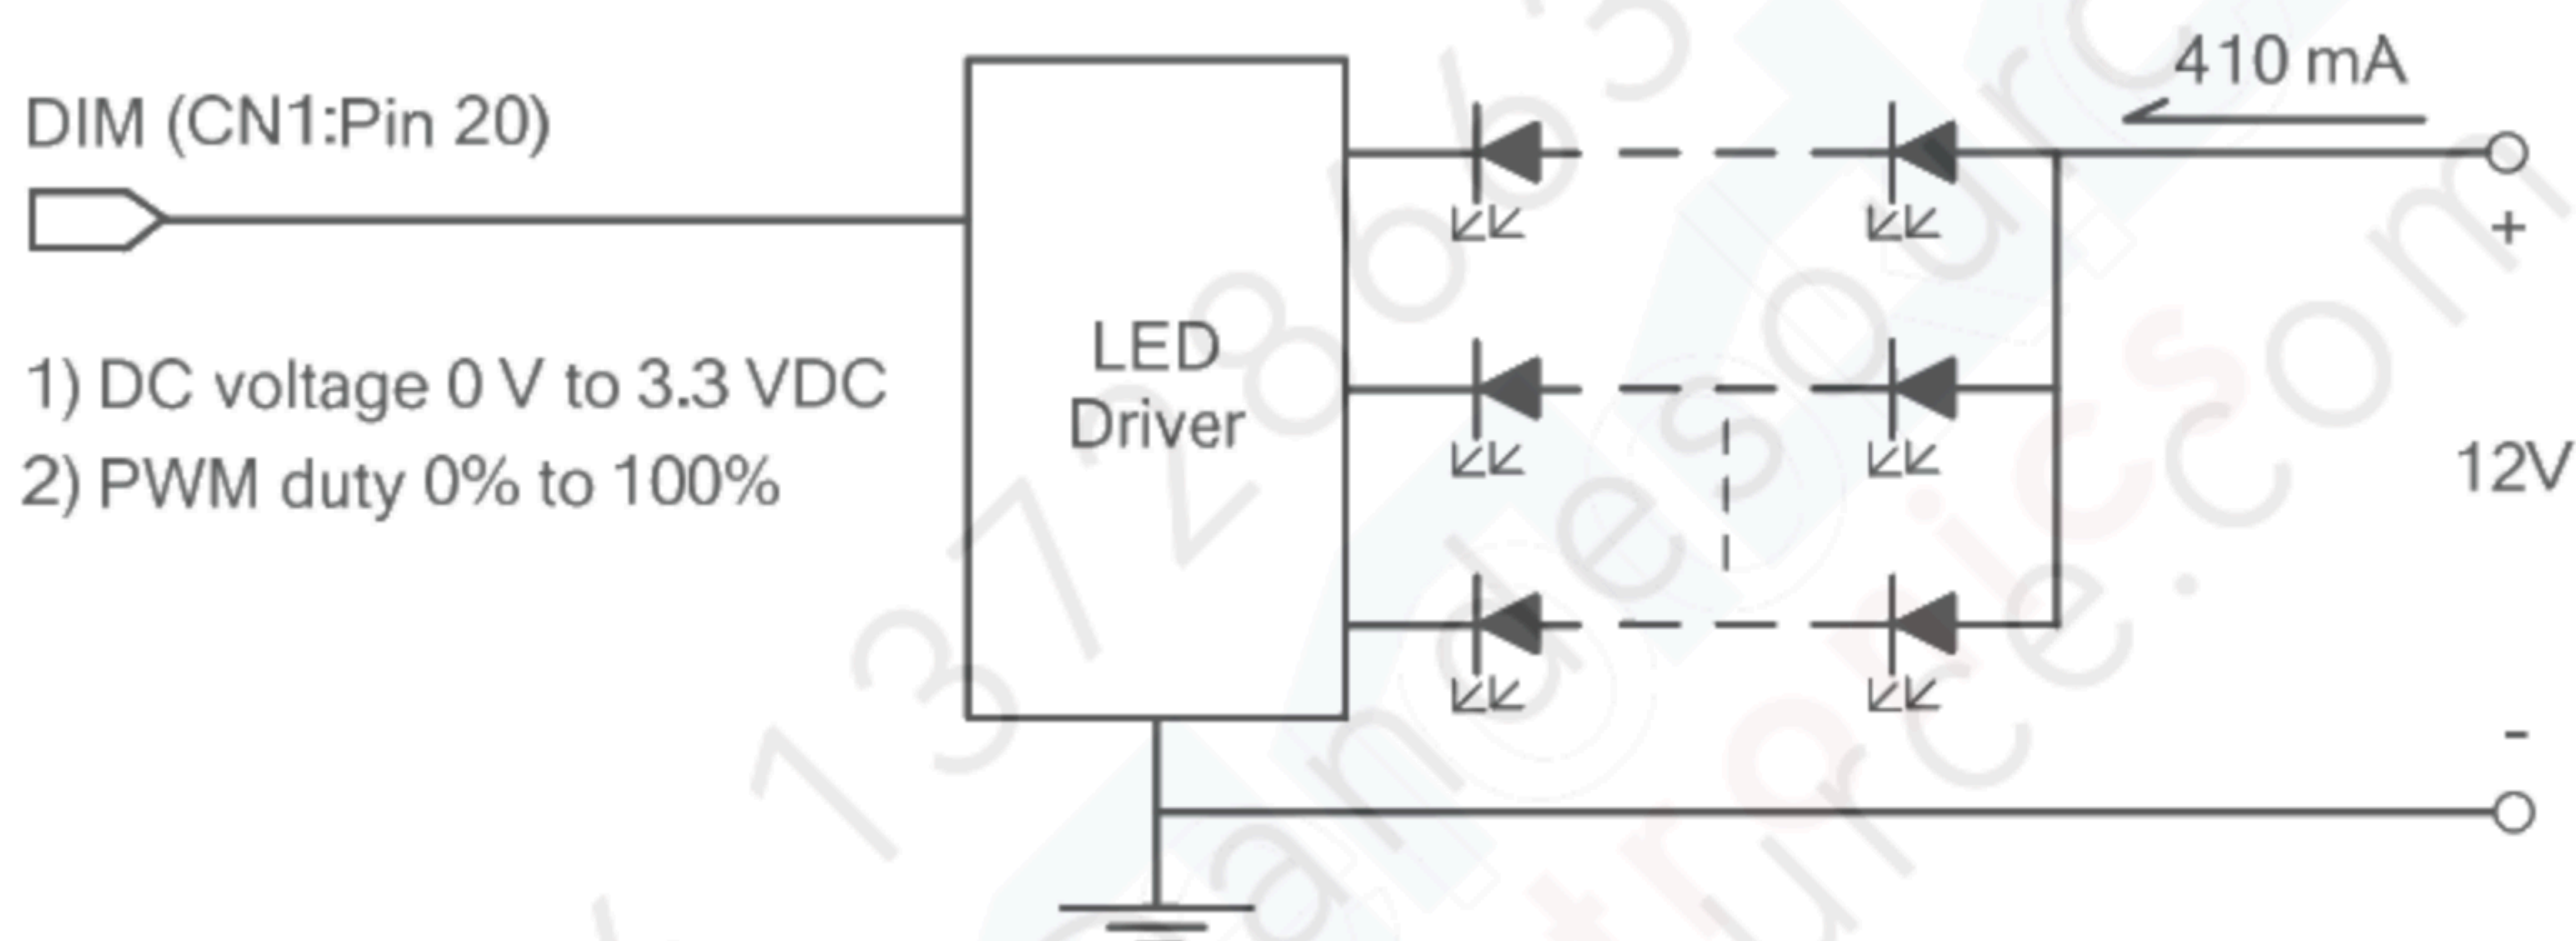 410 mA
DIM (CN1:Pin 20)
+
LED
Driver
1) DC voltage 0 V to 3.3 VDC
2) PWM duty 0% to 100%
12V
-